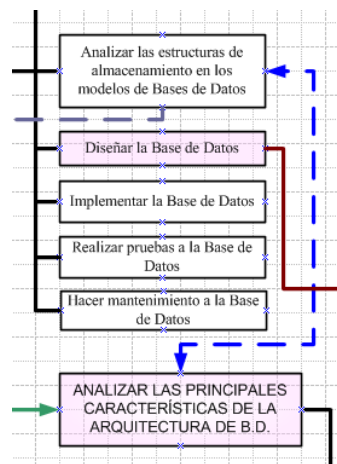 Analizar las estructuras de
almacenamiento en los
modelos de Bases de Datos
Diseñar la Base de Datos
Implementar la Base de Datos
Realizar pruebas a la Base de
Datos
Hacer mantenimiento a la Base
de Datos
ANALIZAR LAS PRINCIPALES
CARACTERÍSTICAS DE LA
ARQUITECTURA DE B.D.